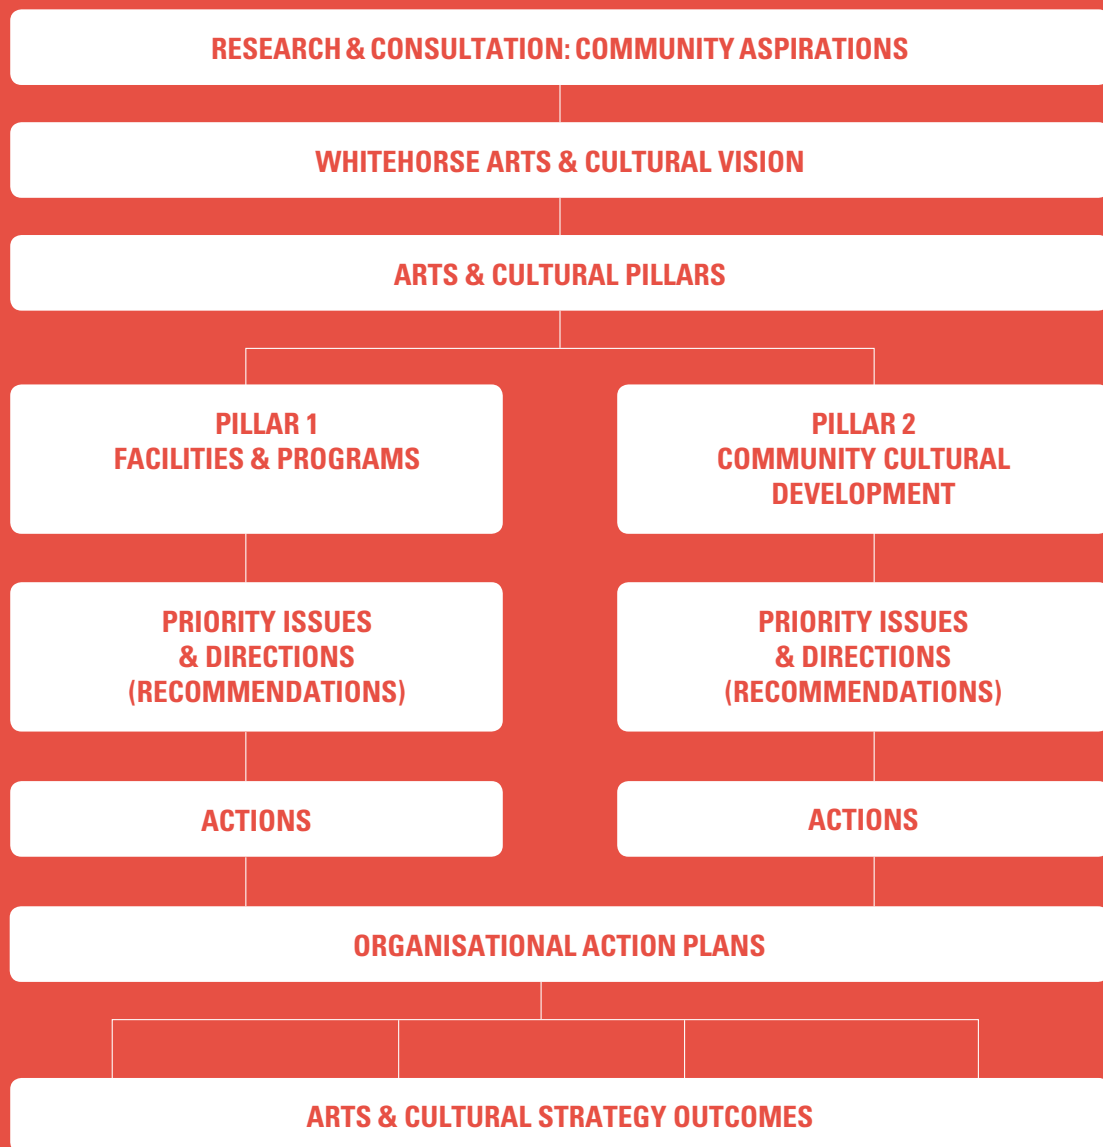 RESEARCH & CONSULTATION: COMMUNITY ASPIRATIONS
WHITEHORSE ARTS & CULTURAL VISION
ARTS & CULTURAL PILLARS
PILLAR 1
FACILITIES & PROGRAMS
PILLAR 2
COMMUNITY CULTURAL
DEVELOPMENT
PRIORITY ISSUES
& DIRECTIONS
(RECOMMENDATIONS)
PRIORITY ISSUES
& DIRECTIONS
(RECOMMENDATIONS)
ACTIONS
ACTIONS
ORGANISATIONAL ACTION PLANS
ARTS & CULTURAL STRATEGY OUTCOMES